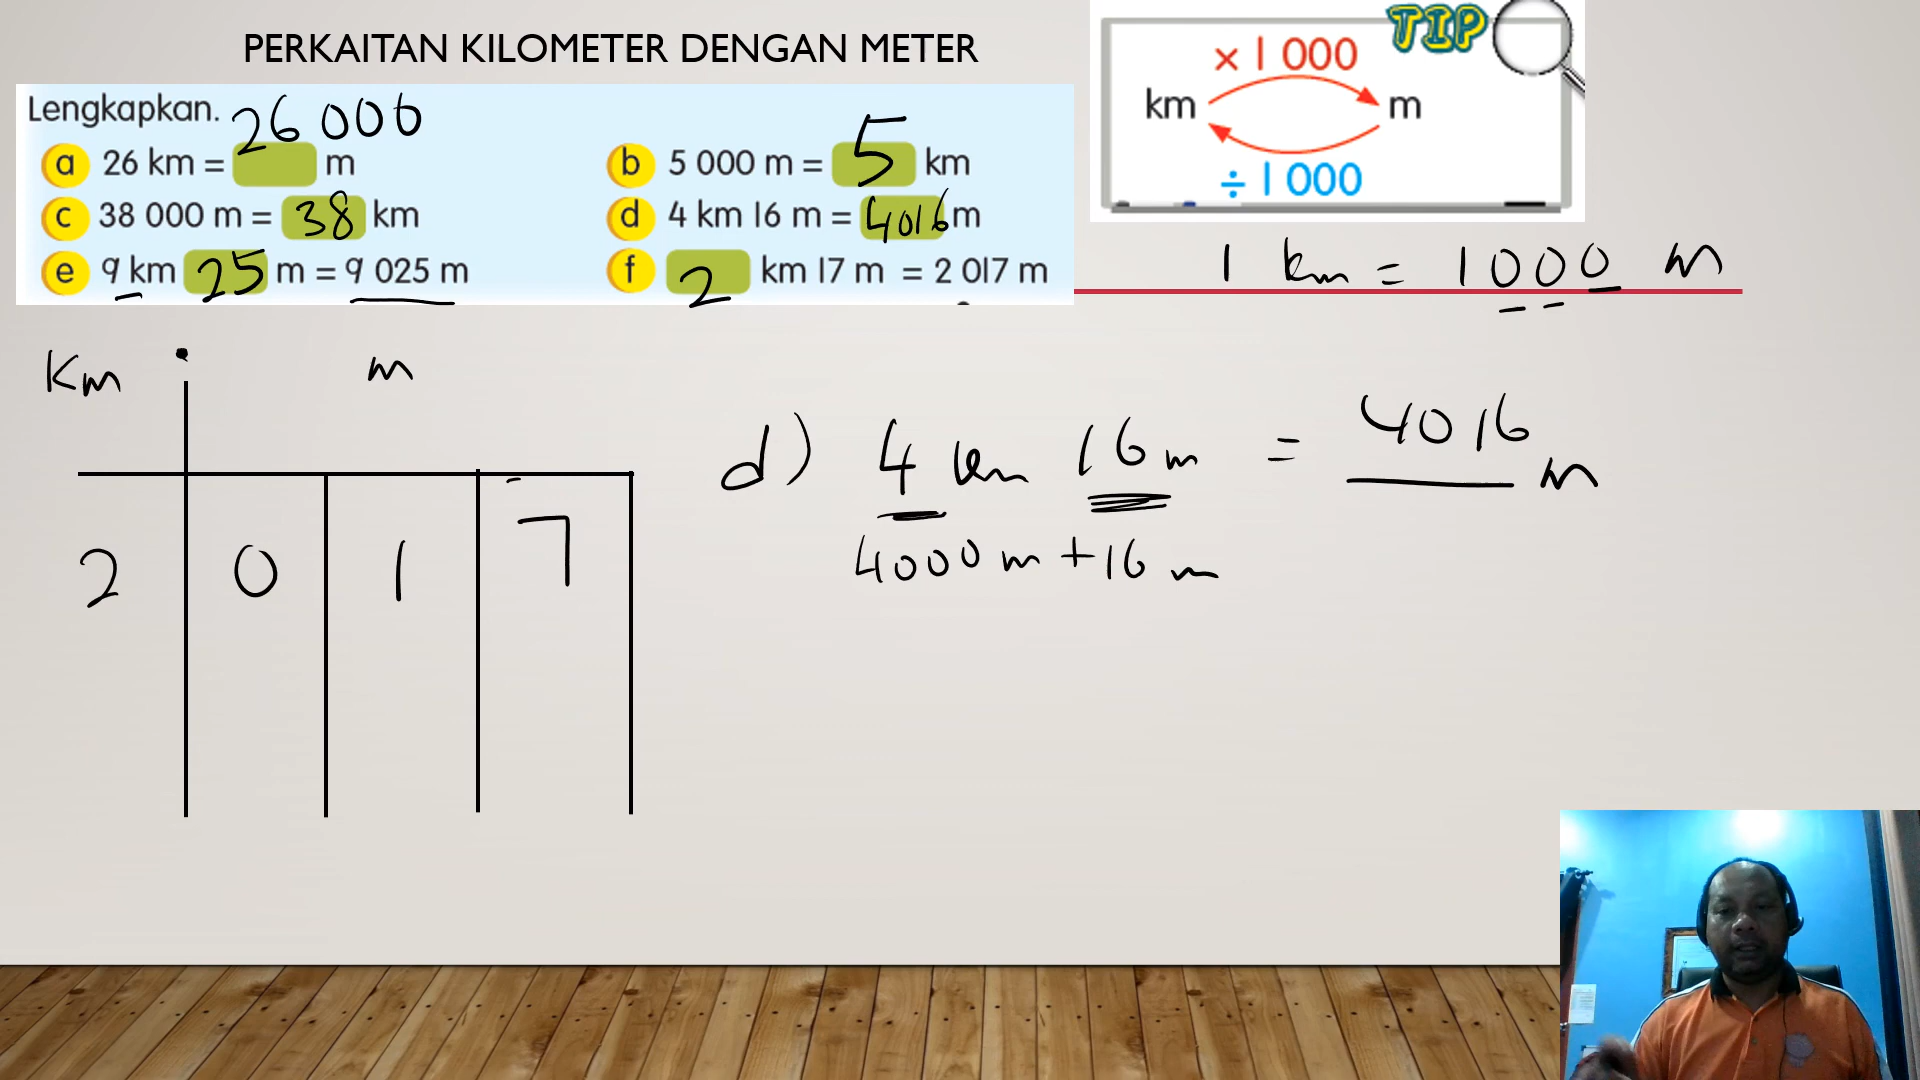 PERKAITAN KILOMETER DENGAN METER
TIP
× 1 000
km m
÷ 1 000
Lengkapkan.
26 000
a 26 km = m
b 5 000 m = 5 km
c 38 000 m = 38 km
d 4 km 16 m = 4016 m
e 9 km 25 m = 9 025 m
f 2 km 17 m = 2 017 m
1 km = 1000 m
Km m
2 0 1 7
d) 4 km 16 m = 4016 m
4000 m + 16 m